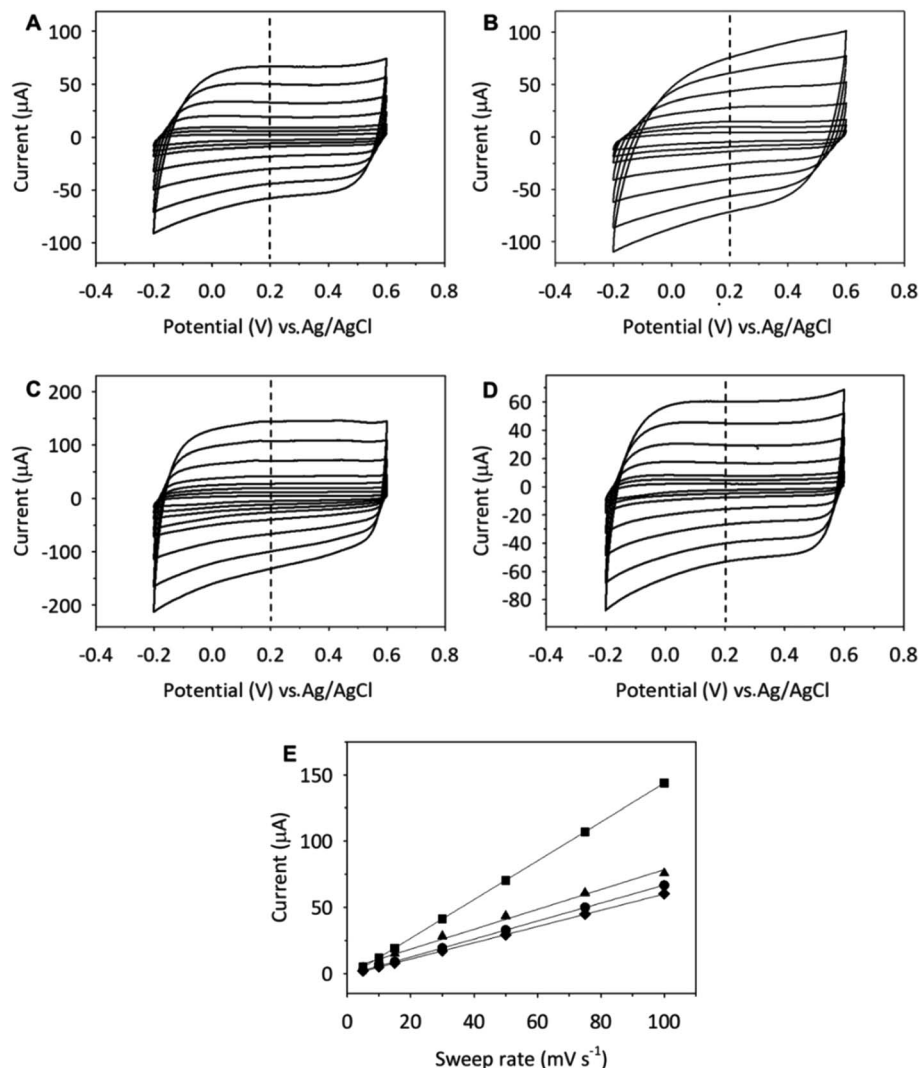 A
100
50
0
-50
-100
Current (µA)
-0.4 -0.2 0.0 0.2 0.4 0.6 0.8
Potential (V) vs.Ag/AgCl
B
100
50
0
-50
-100
Current (µA)
-0.4 -0.2 0.0 0.2 0.4 0.6 0.8
Potential (V) vs.Ag/AgCl
C
200
100
0
-100
-200
Current (µA)
-0.4 -0.2 0.0 0.2 0.4 0.6 0.8
Potential (V) vs.Ag/AgCl
D
60
40
20
0
-20
-40
-60
-80
Current (µA)
-0.4 -0.2 0.0 0.2 0.4 0.6 0.8
Potential (V) vs.Ag/AgCl
E
150
100
50
0
Current (µA)
0 20 40 60 80 100
Sweep rate (mV s⁻¹)